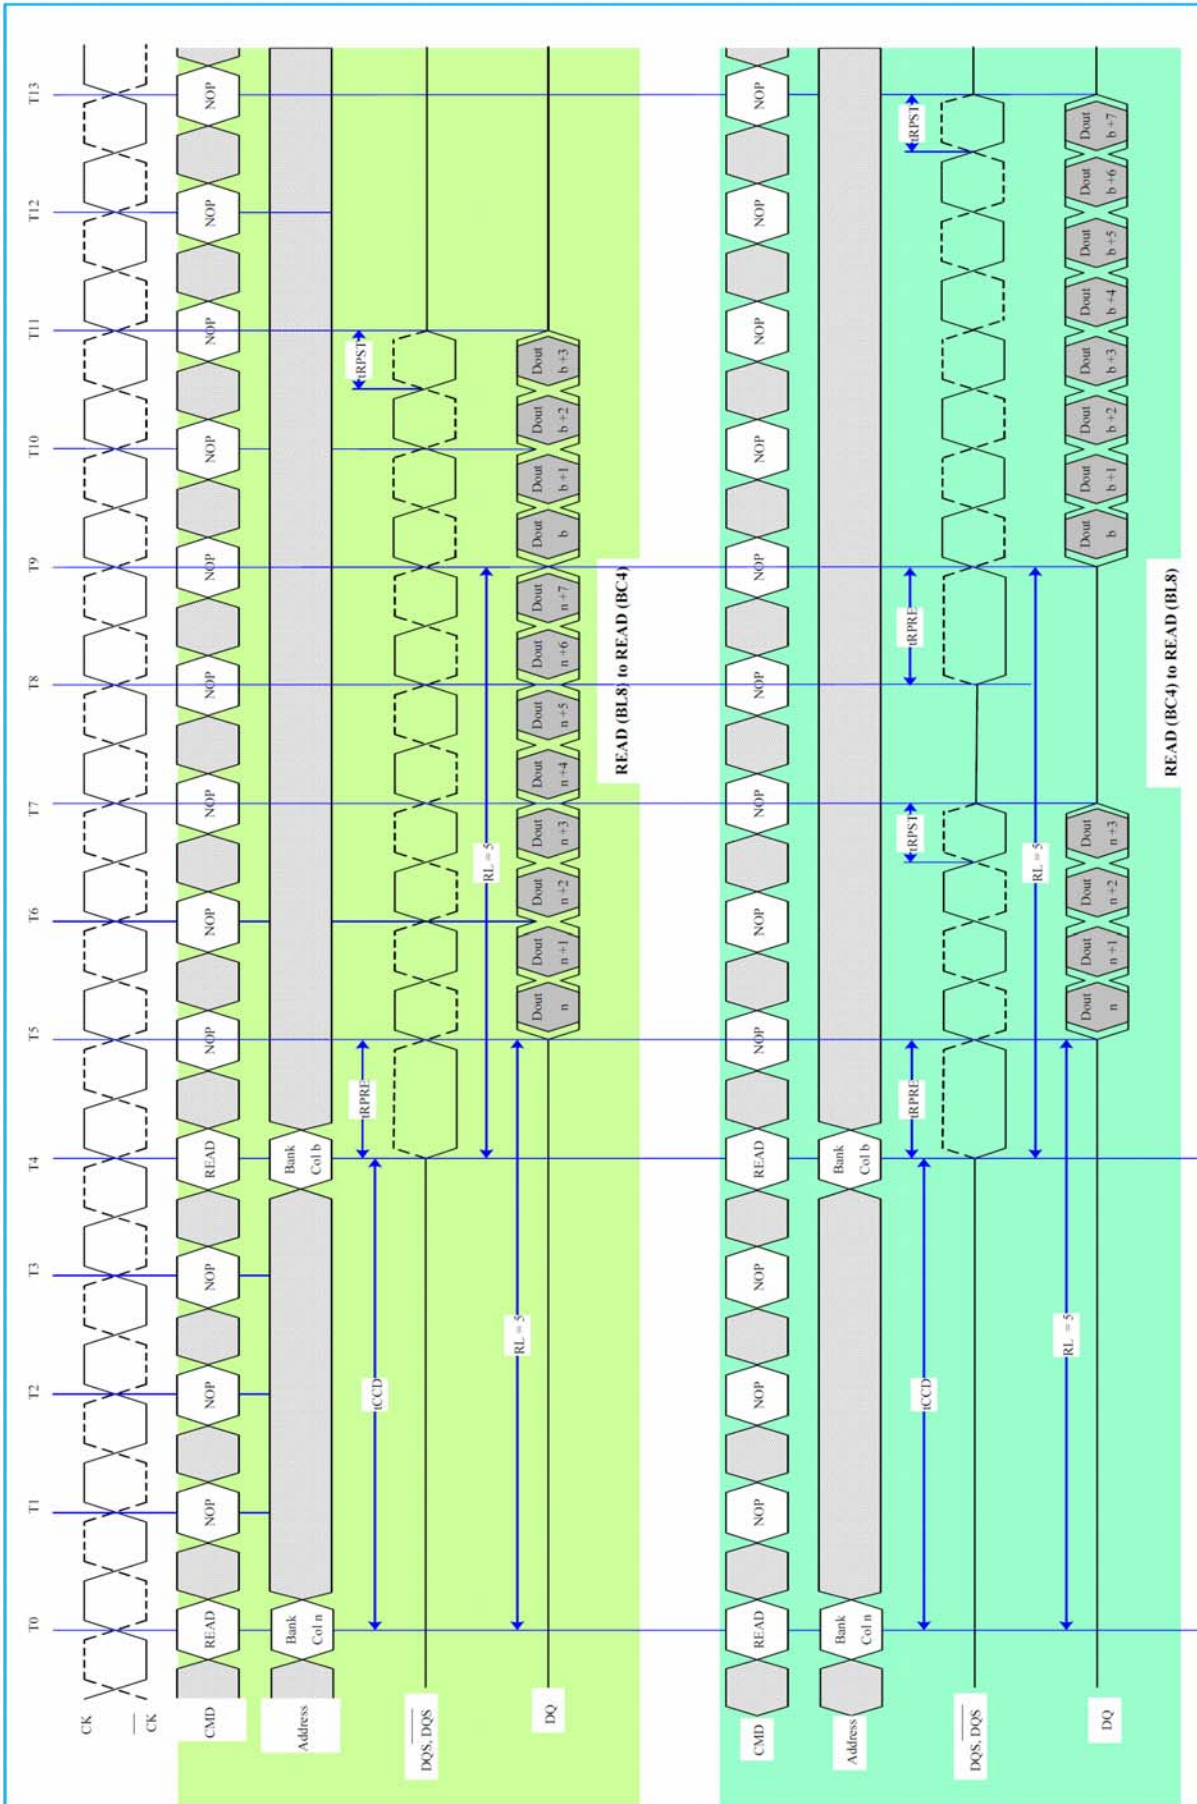 T0 T1 T2 T3 T4 T5 T6 T7 T8 T9 T10 T11 T12 T13
CK
CK
CMD READ NOP NOP NOP READ NOP NOP NOP NOP NOP NOP NOP NOP NOP
Bank Bank
Address
Col n Col b
tRPRE tRPST
tCCD
DQS, DQS
RL = 5
RL = 5
Dout Dout Dout Dout Dout Dout Dout Dout Dout Dout Dout Dout
DQ
n n+1 n+2 n+3 n+4 n+5 n+6 n+7 b b+1 b+2 b+3
READ (BL8) to READ (BC4)
CMD READ NOP NOP NOP READ NOP NOP NOP NOP NOP NOP NOP NOP NOP
Bank Bank
Address
Col n Col b
tRPRE tRPST tRPRE tRPST
tCCD
DQS, DQS
RL = 5
RL = 5
Dout Dout Dout Dout Dout Dout Dout Dout Dout Dout Dout Dout
DQ
n n+1 n+2 n+3 b b+1 b+2 b+3 b+4 b+5 b+6 b+7
READ (BC4) to READ (BL8)